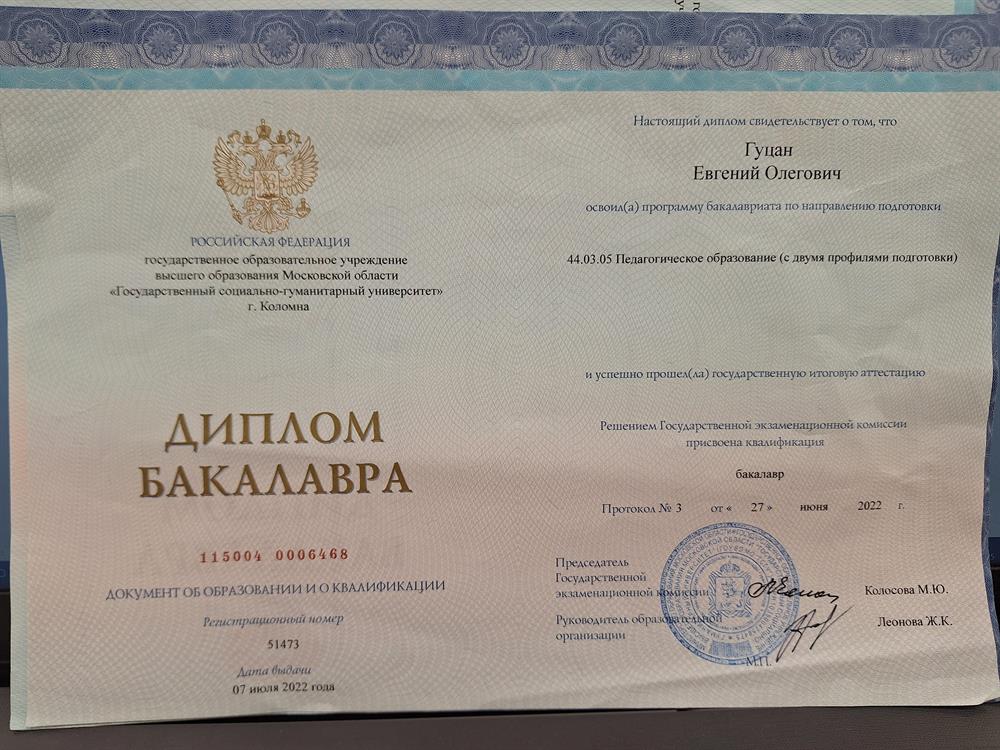 РОССИЙСКАЯ ФЕДЕРАЦИЯ
государственное образовательное учреждение
высшего образования Московской области
«Государственный социально-гуманитарный университет»
г. Коломна
ДИПЛОМ
БАКАЛАВРА
115004 0006468
ДОКУМЕНТ ОБ ОБРАЗОВАНИИ И О КВАЛИФИКАЦИИ
Регистрационный номер
51473
Дата выдачи
07 июля 2022 года
Настоящий диплом свидетельствует о том, что
Гуцан
Евгений Олегович
освоил(а) программу бакалавриата по направлению подготовки
44.03.05 Педагогическое образование (с двумя профилями подготовки)
и успешно прошел(ла) государственную итоговую аттестацию
Решением Государственной экзаменационной комиссии
присвоена квалификация
бакалавр
Протокол № 3 от « 27 » июня 2022 г.
Председатель
Государственной
экзаменационной комиссии
Колосова М.Ю.
Руководитель образовательной
организации
Леонова Ж.К.
М.П.